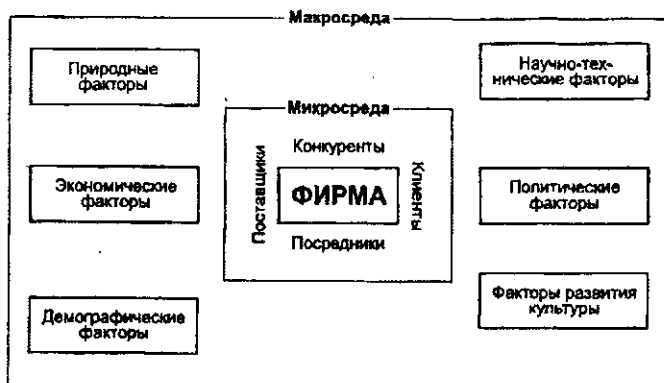 Макросреда
Природные
факторы
Научно-тех-
нические факторы
Микросреда
Конкуренты
Поставщики
ФИРМА
Клиенты
Посредники
Экономические
факторы
Политические
факторы
Демографические
факторы
Факторы развития
культуры